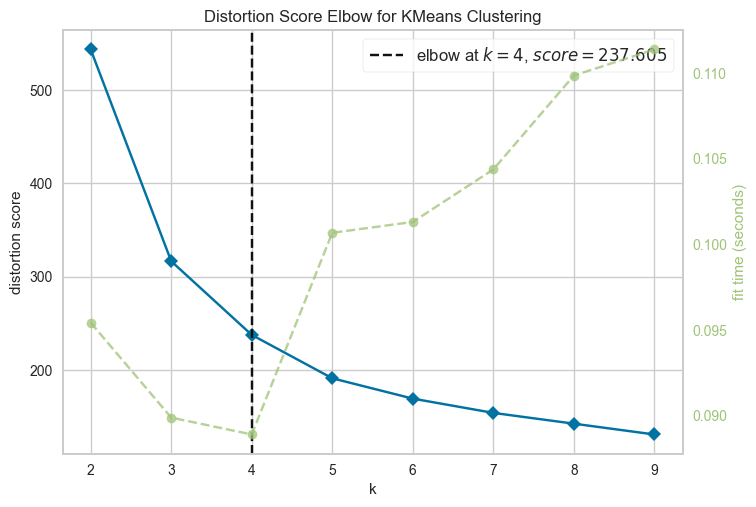 Distortion Score Elbow for KMeans Clustering
elbow at k = 4, score = 237.605
distortion score
500
400
300
200
0.110
0.105
0.100
0.095
0.090
fit time (seconds)
2 3 4 5 6 7 8 9
k